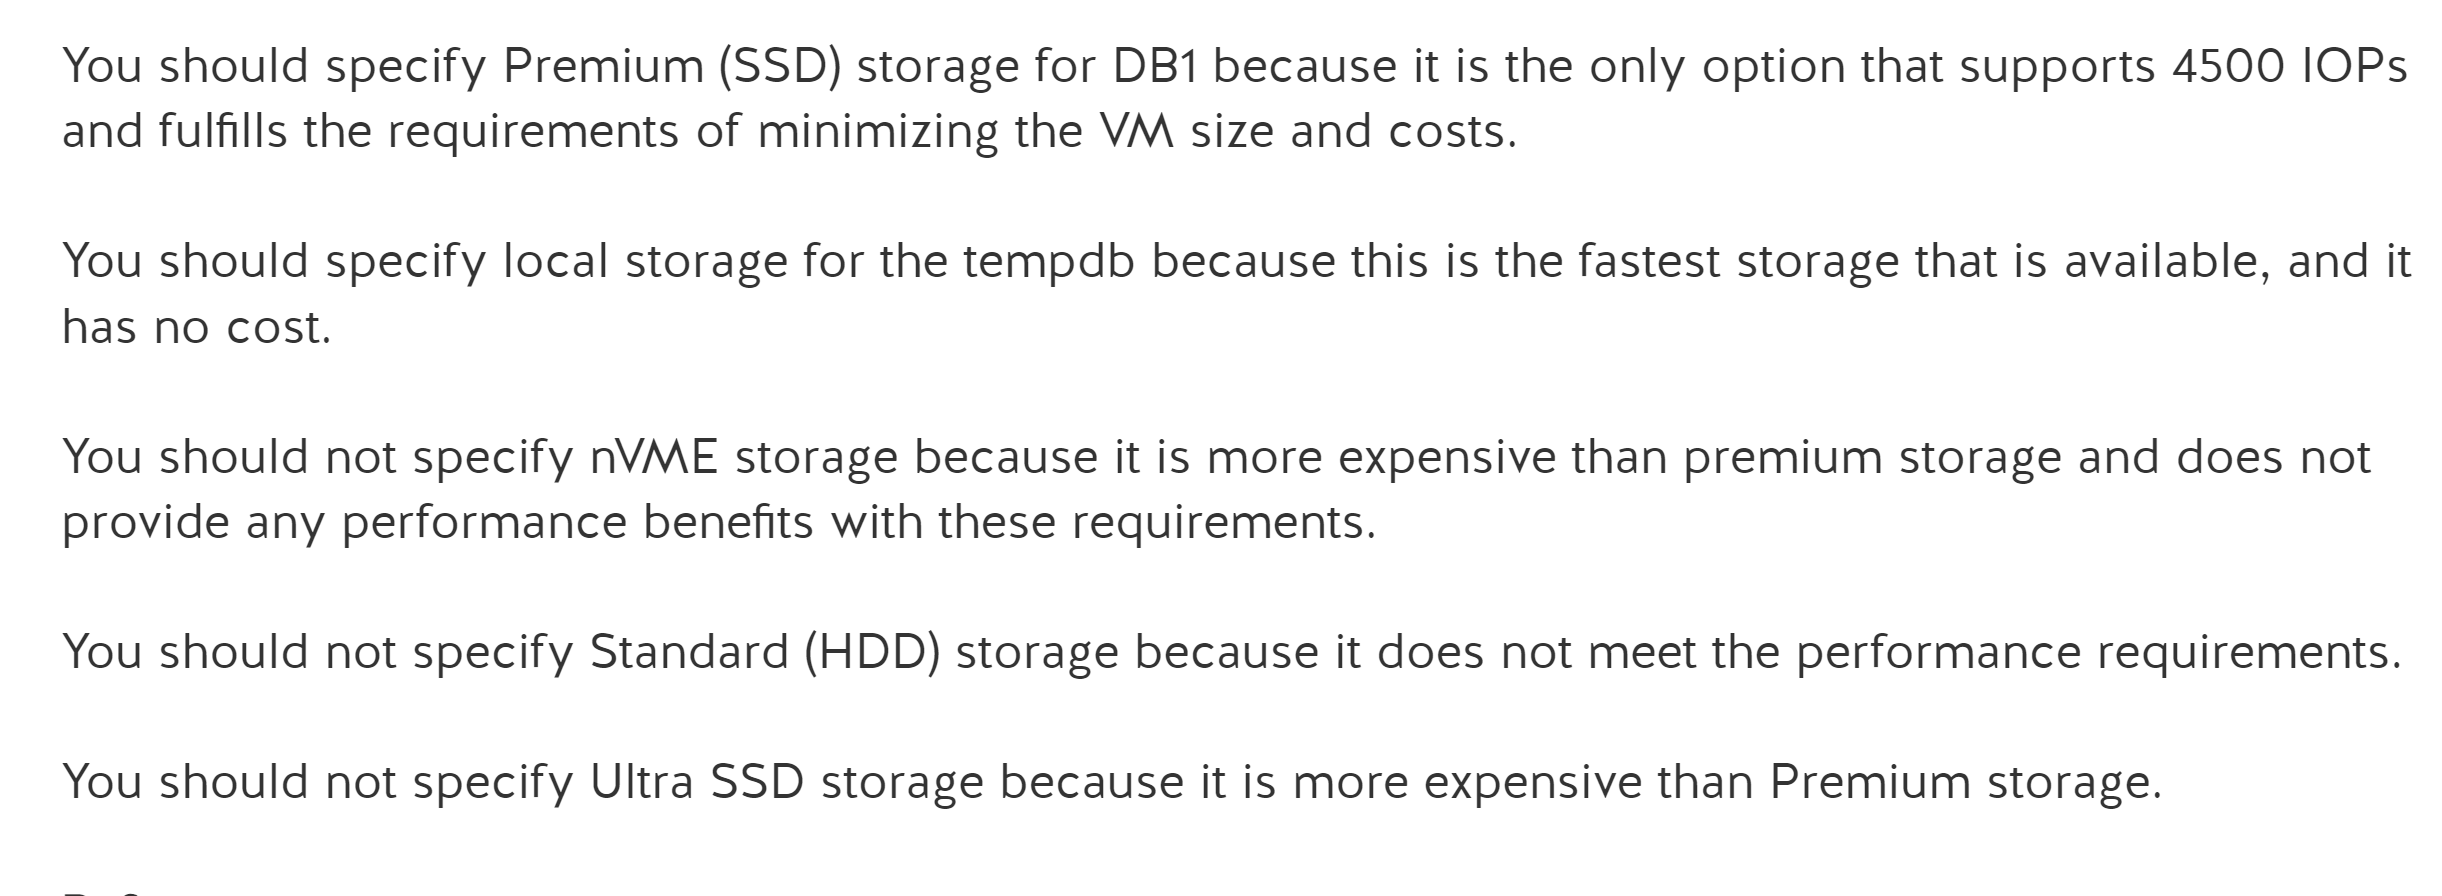 You should specify Premium (SSD) storage for DB1 because it is the only option that supports 4500 IOPs
and fulfills the requirements of minimizing the VM size and costs.
You should specify local storage for the tempdb because this is the fastest storage that is available, and it
has no cost.
You should not specify nVME storage because it is more expensive than premium storage and does not
provide any performance benefits with these requirements.
You should not specify Standard (HDD) storage because it does not meet the performance requirements.
You should not specify Ultra SSD storage because it is more expensive than Premium storage.